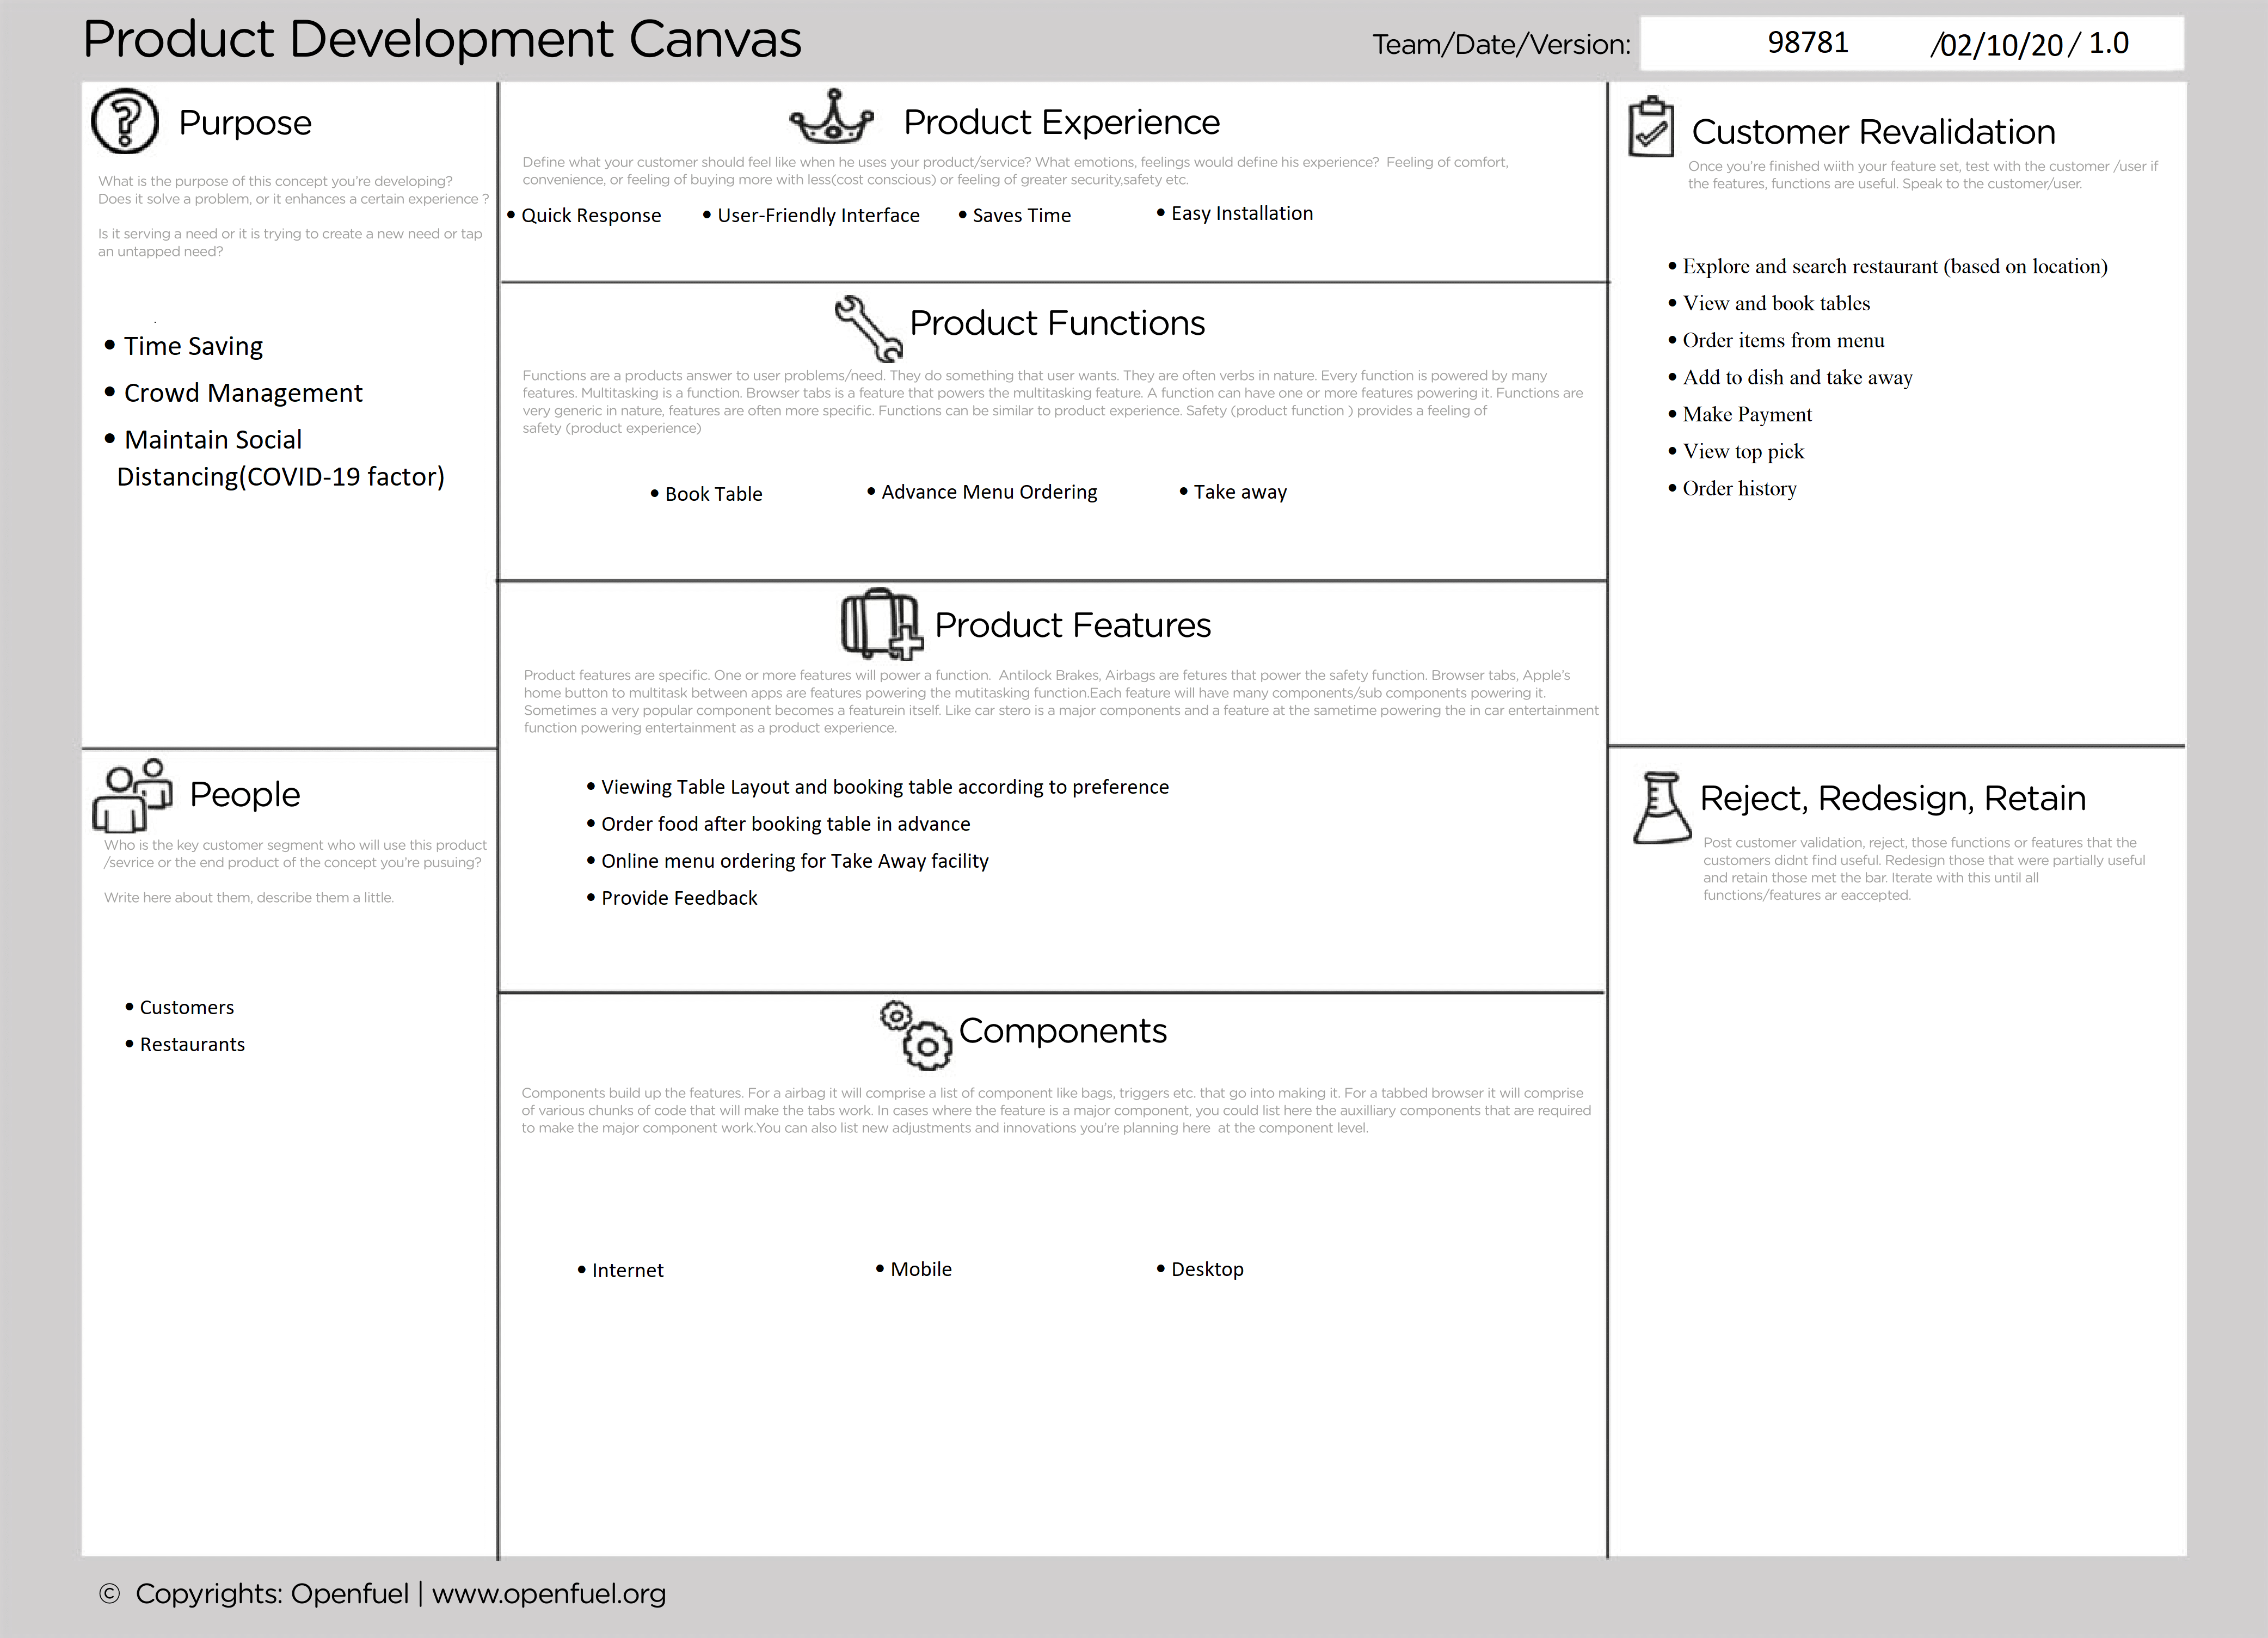 Product Development Canvas
Team/Date/Version:
98781 /02/10/20 / 1.0
Purpose
What is the purpose of this concept you're developing?
Does it solve a problem, or it enhances a certain experience ?
Is it serving a need or it is trying to create a new need or tap
an untapped need?
• Time Saving
• Crowd Management
• Maintain Social
Distancing(COVID-19 factor)
People
Who is the key customer segment who will use this product
/sevrice or the end product of the concept you're pusuing?
Write here about them, describe them a little.
• Customers
• Restaurants
Product Experience
Define what your customer should feel like when he uses your product/service? What emotions, feelings would define his experience? Feeling of comfort,
convenience, or feeling of buying more with less(cost conscious) or feeling of greater security,safety etc.
• Quick Response • User-Friendly Interface • Saves Time • Easy Installation
Product Functions
Functions are a products answer to user problems/need. They do something that user wants. They are often verbs in nature. Every function is powered by many
features. Multitasking is a function. Browser tabs is a feature that powers the multitasking feature. A function can have one or more features powering it. Functions are
very generic in nature, features are often more specific. Functions can be similar to product experience. Safety (product function ) provides a feeling of
safety (product experience)
• Book Table • Advance Menu Ordering • Take away
Product Features
Product features are specific. One or more features will power a function. Antilock Brakes, Airbags are fetures that power the safety function. Browser tabs, Apple's
home button to multitask between apps are features powering the mutitasking function.Each feature will have many components/sub components powering it.
Sometimes a very popular component becomes a featurein itself. Like car stero is a major components and a feature at the sametime powering the in car entertainment
function powering entertainment as a product experience.
• Viewing Table Layout and booking table according to preference
• Order food after booking table in advance
• Online menu ordering for Take Away facility
• Provide Feedback
Components
Components build up the features. For a airbag it will comprise a list of component like bags, triggers etc. that go into making it. For a tabbed browser it will comprise
of various chunks of code that will make the tabs work. In cases where the feature is a major component, you could list here the auxilliary components that are required
to make the major component work.You can also list new adjustments and innovations you're planning here at the component level.
• Internet • Mobile • Desktop
Customer Revalidation
Once you're finished wiith your feature set, test with the customer /user if
the features, functions are useful. Speak to the customer/user.
• Explore and search restaurant (based on location)
• View and book tables
• Order items from menu
• Add to dish and take away
• Make Payment
• View top pick
• Order history
Reject, Redesign, Retain
Post customer validation, reject, those functions or features that the
customers didnt find useful. Redesign those that were partially useful
and retain those met the bar. Iterate with this until all
functions/features ar eaccepted.
© Copyrights: Openfuel | www.openfuel.org